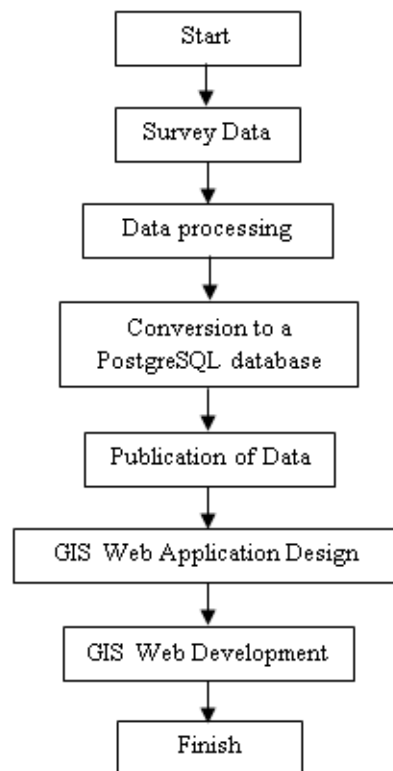 Start
Survey Data
Data processing
Conversion to a
PostgreSQL database
Publication of Data
GIS Web Application Design
GIS Web Development
Finish